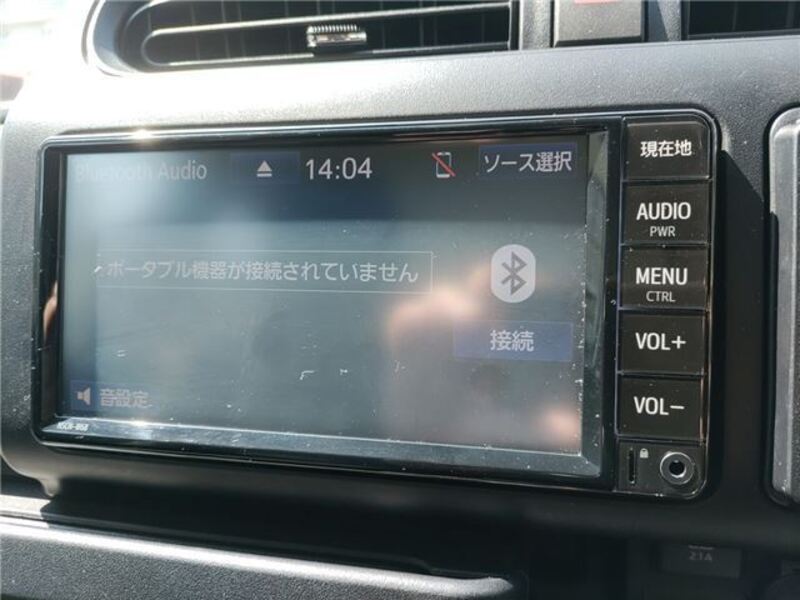 Bluetooth Audio
14:04
ソース選択
ポータブル機器が接続されていません
接続
音設定
現在地
AUDIO
PWR
MENU
CTRL
VOL+
VOL-
2.1A